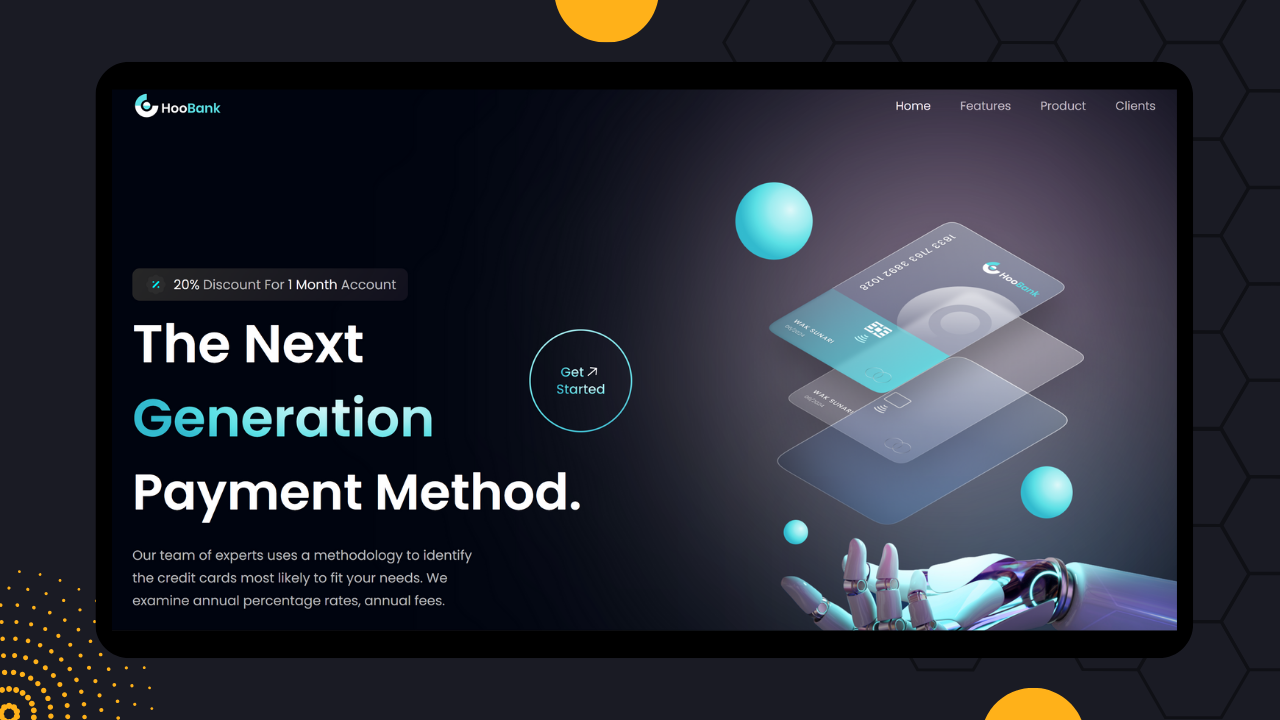 HooBank
Home Features Product Clients
20% Discount For 1 Month Account
The Next
Generation
Payment Method.
Get
Started
Our team of experts uses a methodology to identify
the credit cards most likely to fit your needs. We
examine annual percentage rates, annual fees.
1833 7163 3892 1028
HooBank
WAK SUNARI
WAK SUNARI